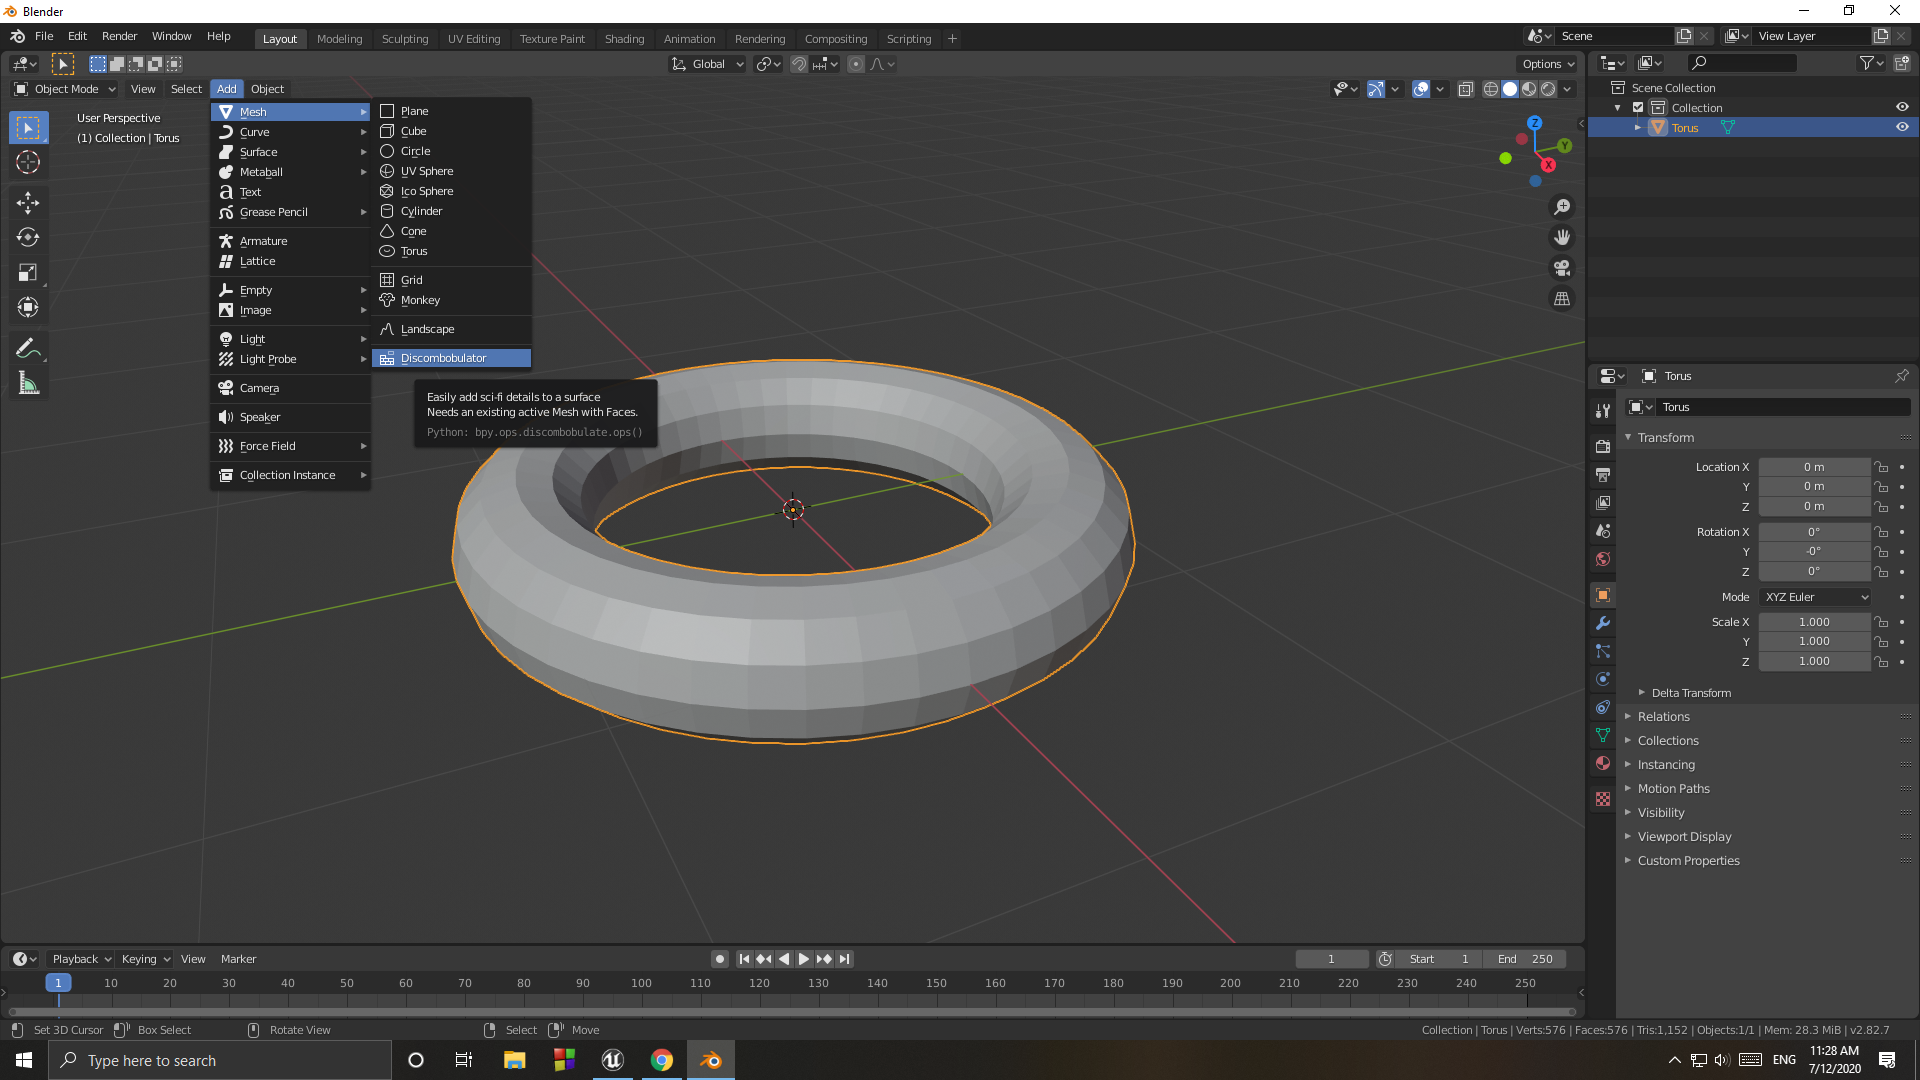 Blender
File Edit Render Window Help Layout Modeling Sculpting UV Editing Texture Paint Shading Animation Rendering Compositing Scripting + Scene View Layer
Global Options
Object Mode View Select Add Object
User Perspective
(1) Collection | Torus
Mesh
Curve
Surface
Metaball
Text
Grease Pencil
Armature
Lattice
Empty
Image
Light
Light Probe
Camera
Speaker
Force Field
Collection Instance
Plane
Cube
Circle
UV Sphere
Ico Sphere
Cylinder
Cone
Torus
Grid
Monkey
Landscape
Discombobulator
Easily add sci-fi details to a surface
Needs an existing active Mesh with Faces.
Python: bpy.ops.discombobulate.ops()
Z
Y
X
Scene Collection
Collection
Torus
Torus
Torus
Transform
Location X 0 m
Y 0 m
Z 0 m
Rotation X 0°
Y -0°
Z 0°
Mode XYZ Euler
Scale X 1.000
Y 1.000
Z 1.000
Delta Transform
Relations
Collections
Instancing
Motion Paths
Visibility
Viewport Display
Custom Properties
Playback Keying View Marker 1 Start 1 End 250
1 10 20 30 40 50 60 70 80 90 100 110 120 130 140 150 160 170 180 190 200 210 220 230 240 250
Set 3D Cursor Box Select Rotate View Select Move Collection | Torus | Verts:576 | Faces:576 | Tris:1,152 | Objects:1/1 | Mem: 28.3 MiB | v2.82.7
Type here to search ENG 11:28 AM
7/12/2020